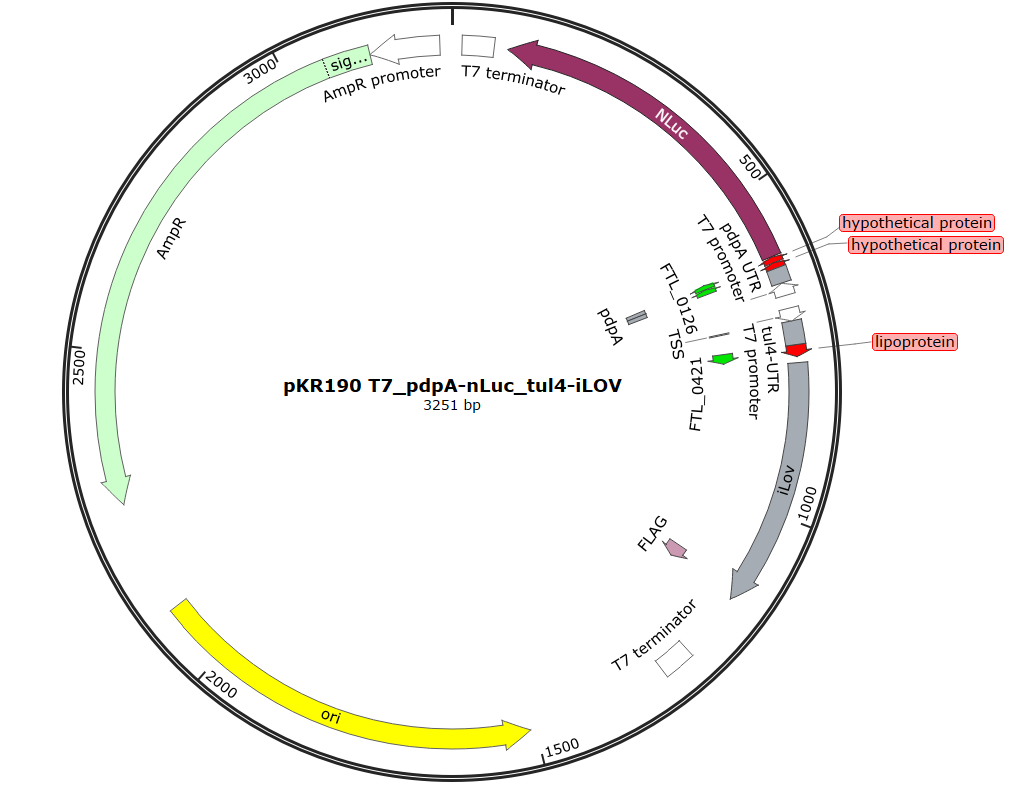 3000
sig...
AmpR promoter
T7 terminator
NLuc
500
AmpR
hypothetical protein
hypothetical protein
pdpA UTR
T7 promoter
FTL_0126
pdpA
TSS
lipoprotein
tul4-UTR
T7 promoter
FTL_0421
2500
pKR190 T7_pdpA-nLuc_tul4-iLOV
3251 bp
iLov
1000
FLAG
T7 terminator
2000
ori
1500